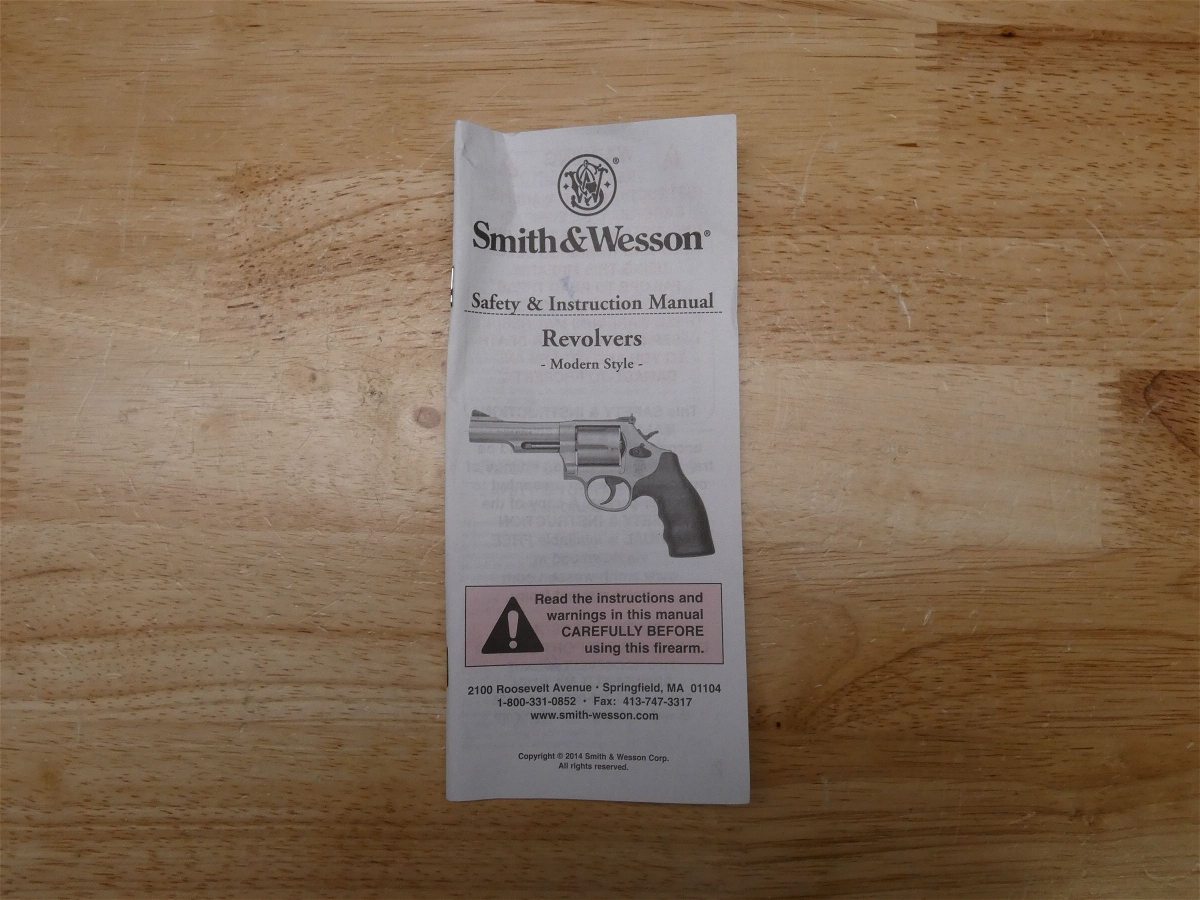 ®
Smith&Wesson®
Safety & Instruction Manual
Revolvers
- Modern Style -
Read the instructions and
warnings in this manual
CAREFULLY BEFORE
using this firearm.
2100 Roosevelt Avenue · Springfield, MA 01104
1-800-331-0852 · Fax: 413-747-3317
www.smith-wesson.com
Copyright © 2014 Smith & Wesson Corp.
All rights reserved.